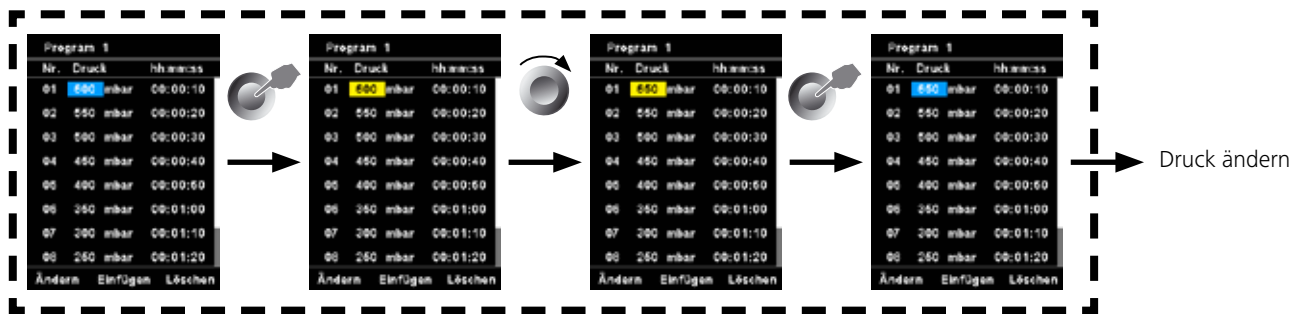 Program 1
Nr. Druck hh:mm:ss
01 600 mbar 00:00:10
02 550 mbar 00:00:20
03 500 mbar 00:00:30
04 450 mbar 00:00:40
05 400 mbar 00:00:50
06 350 mbar 00:01:00
07 300 mbar 00:01:10
08 250 mbar 00:01:20
Ändern Einfügen Löschen
Program 1
Nr. Druck hh:mm:ss
01 600 mbar 00:00:10
02 550 mbar 00:00:20
03 500 mbar 00:00:30
04 450 mbar 00:00:40
05 400 mbar 00:00:50
06 350 mbar 00:01:00
07 300 mbar 00:01:10
08 250 mbar 00:01:20
Ändern Einfügen Löschen
Program 1
Nr. Druck hh:mm:ss
01 650 mbar 00:00:10
02 550 mbar 00:00:20
03 500 mbar 00:00:30
04 450 mbar 00:00:40
05 400 mbar 00:00:50
06 350 mbar 00:01:00
07 300 mbar 00:01:10
08 250 mbar 00:01:20
Ändern Einfügen Löschen
Program 1
Nr. Druck hh:mm:ss
01 650 mbar 00:00:10
02 550 mbar 00:00:20
03 500 mbar 00:00:30
04 450 mbar 00:00:40
05 400 mbar 00:00:50
06 350 mbar 00:01:00
07 300 mbar 00:01:10
08 250 mbar 00:01:20
Ändern Einfügen Löschen
Druck ändern